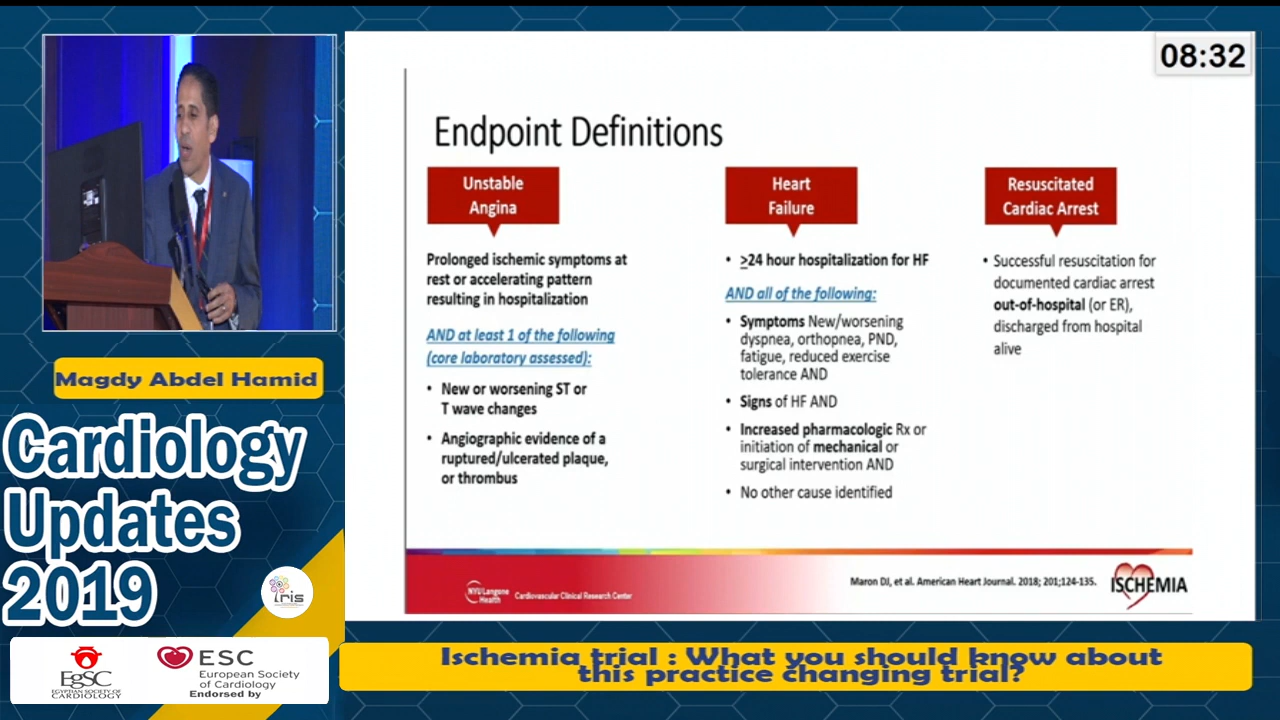 08:32
Endpoint Definitions
Unstable
Angina
Prolonged ischemic symptoms at
rest or accelerating pattern
resulting in hospitalization
AND at least 1 of the following
(core laboratory assessed):
• New or worsening ST or
T wave changes
• Angiographic evidence of a
ruptured/ulcerated plaque,
or thrombus
Heart
Failure
• ≥24 hour hospitalization for HF
AND all of the following:
• Symptoms New/worsening
dyspnea, orthopnea, PND,
fatigue, reduced exercise
tolerance AND
• Signs of HF AND
• Increased pharmacologic Rx or
initiation of mechanical or
surgical intervention AND
• No other cause identified
Resuscitated
Cardiac Arrest
• Successful resuscitation for
documented cardiac arrest
out-of-hospital (or ER),
discharged from hospital
alive
NYU Langone
Health
Cardiovascular Clinical Research Center
Maron DJ, et al. American Heart Journal. 2018; 201;124-135.
ISCHEMIA
Magdy Abdel Hamid
Cardiology
Updates
2019
iris
EgSC
EGYPTIAN SOCIETY OF
CARDIOLOGY
ESC
European Society
of Cardiology
Endorsed by
Ischemia trial : What you should know about
this practice changing trial?